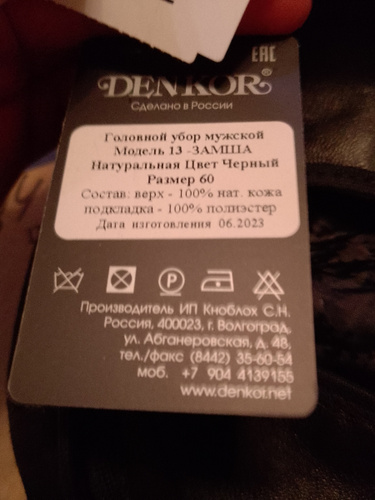 EAC
DENKOR®
Сделано в России
Головной убор мужской
Модель 13 -ЗАМША
Натуральная Цвет Черный
Размер 60
Состав: верх - 100% нат. кожа
подкладка - 100% полиэстер
Дата изготовления 06.2023
P
Производитель ИП Кноблох С.Н.
Россия, 400023, г. Волгоград,
ул. Абганеровская, д. 48,
тел./факс (8442) 35-60-54
моб. +7 904 4139155
www.denkor.net